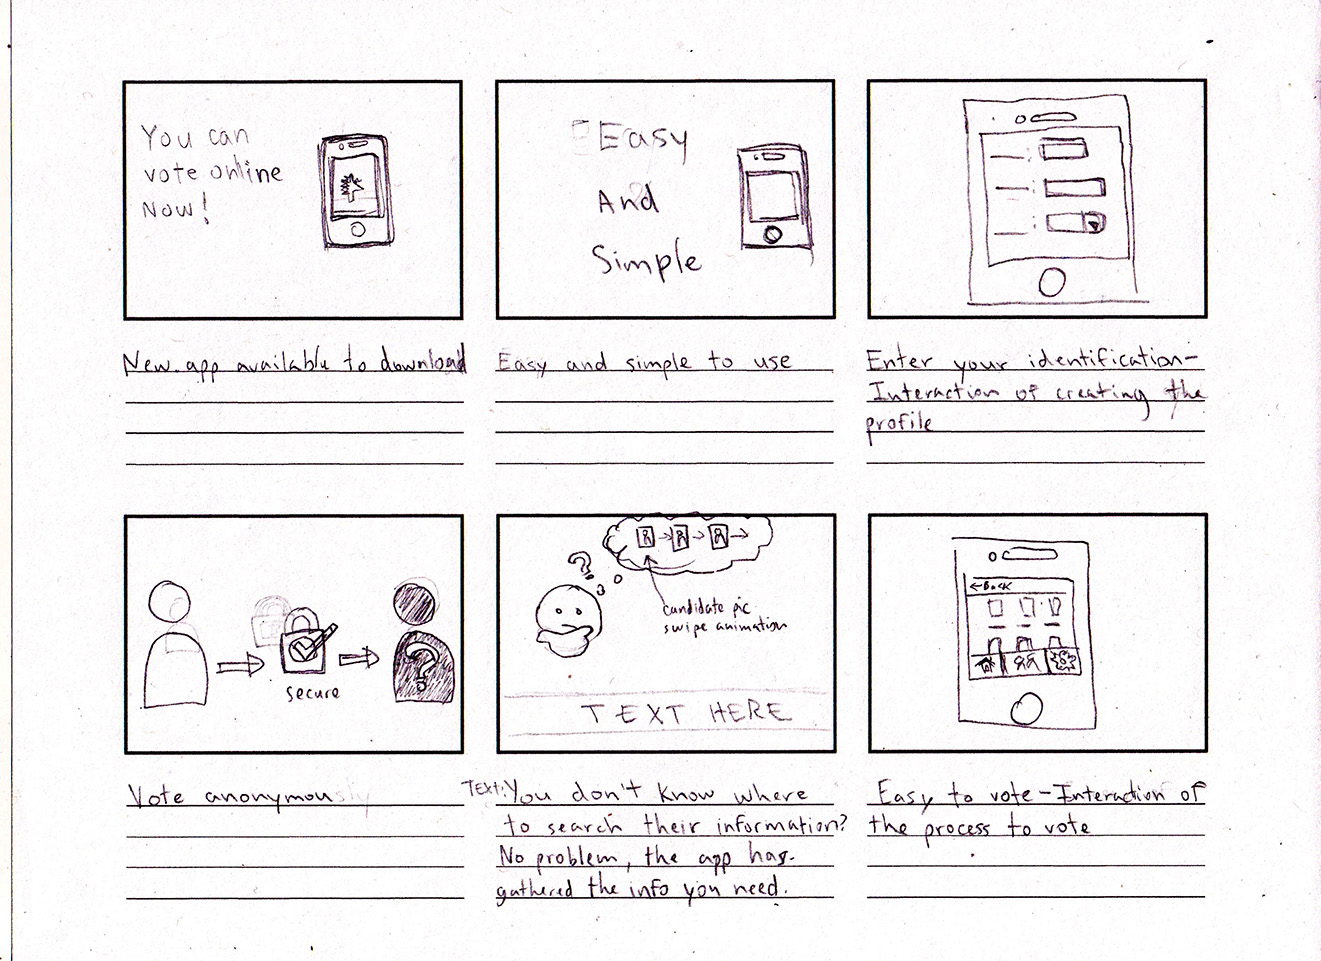 You can
vote online
Now!
New app available to download
Easy
And
Simple
Easy and simple to use
Enter your identification-
Interaction of creating the
profile
secure
Vote anonymously
?
candidate pic
swipe animation
TEXT HERE
TEXT: You don't know where
to search their information?
No problem, the app has
gathered the info you need.
←Back
Easy to vote - Interaction of
the process to vote